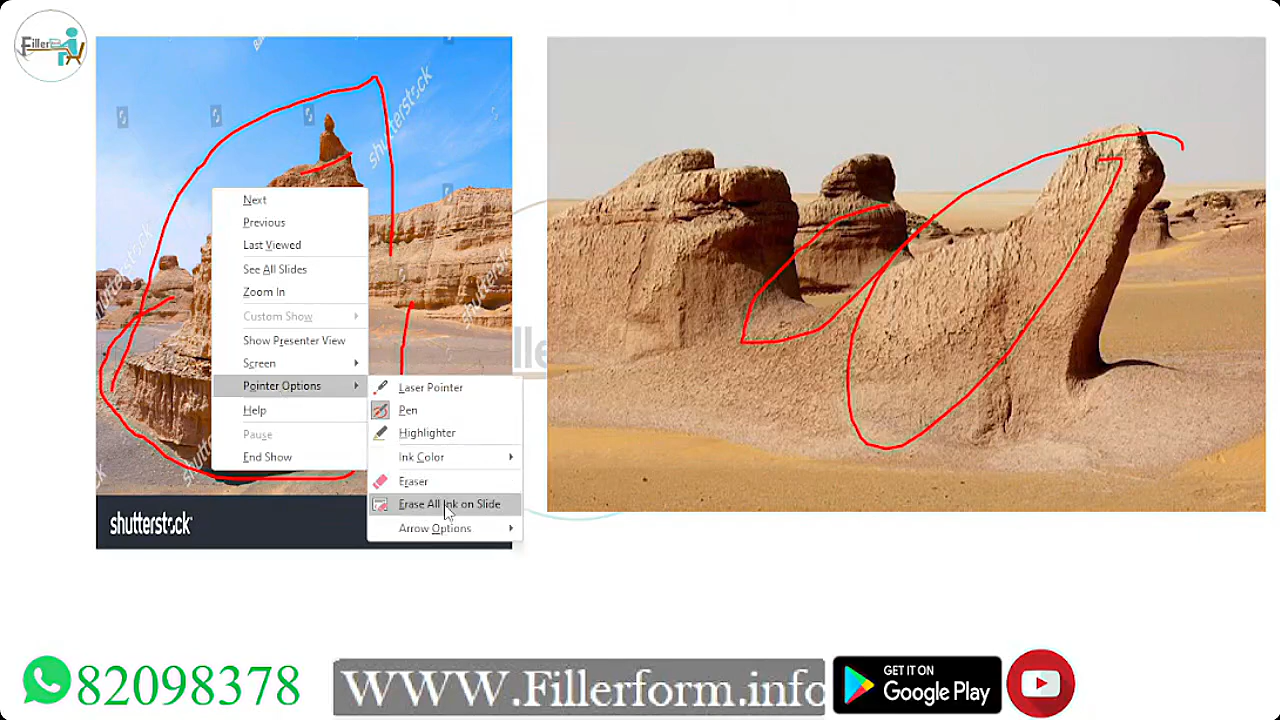 Filler
shutterstock
shutterstock
Next
Previous
Last Viewed
See All Slides
Zoom In
Custom Show
Show Presenter View
Screen
Pointer Options
Help
Pause
End Show
Laser Pointer
Pen
Highlighter
Ink Color
Eraser
Erase All Ink on Slide
Arrow Options
shutterstock
82098378
WWW.Fillerform.info
GET IT ON
Google Play